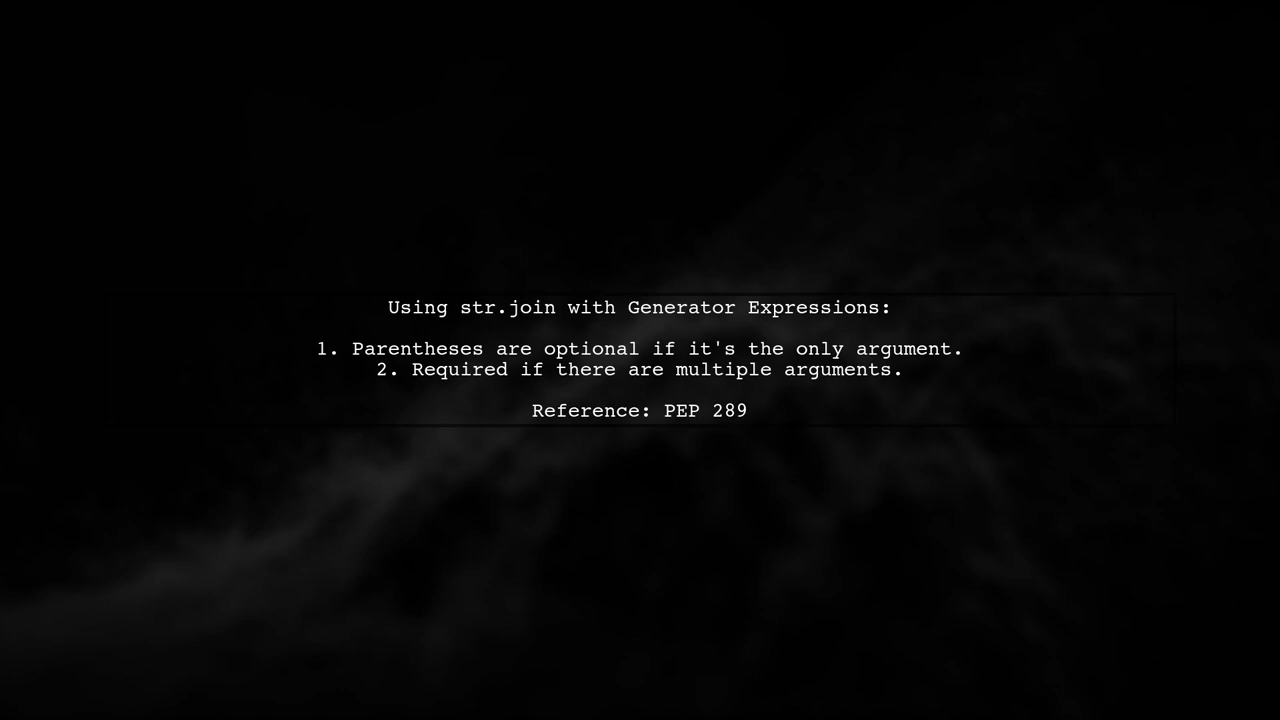 Using str.join with Generator Expressions:
1. Parentheses are optional if it's the only argument.
2. Required if there are multiple arguments.
Reference: PEP 289